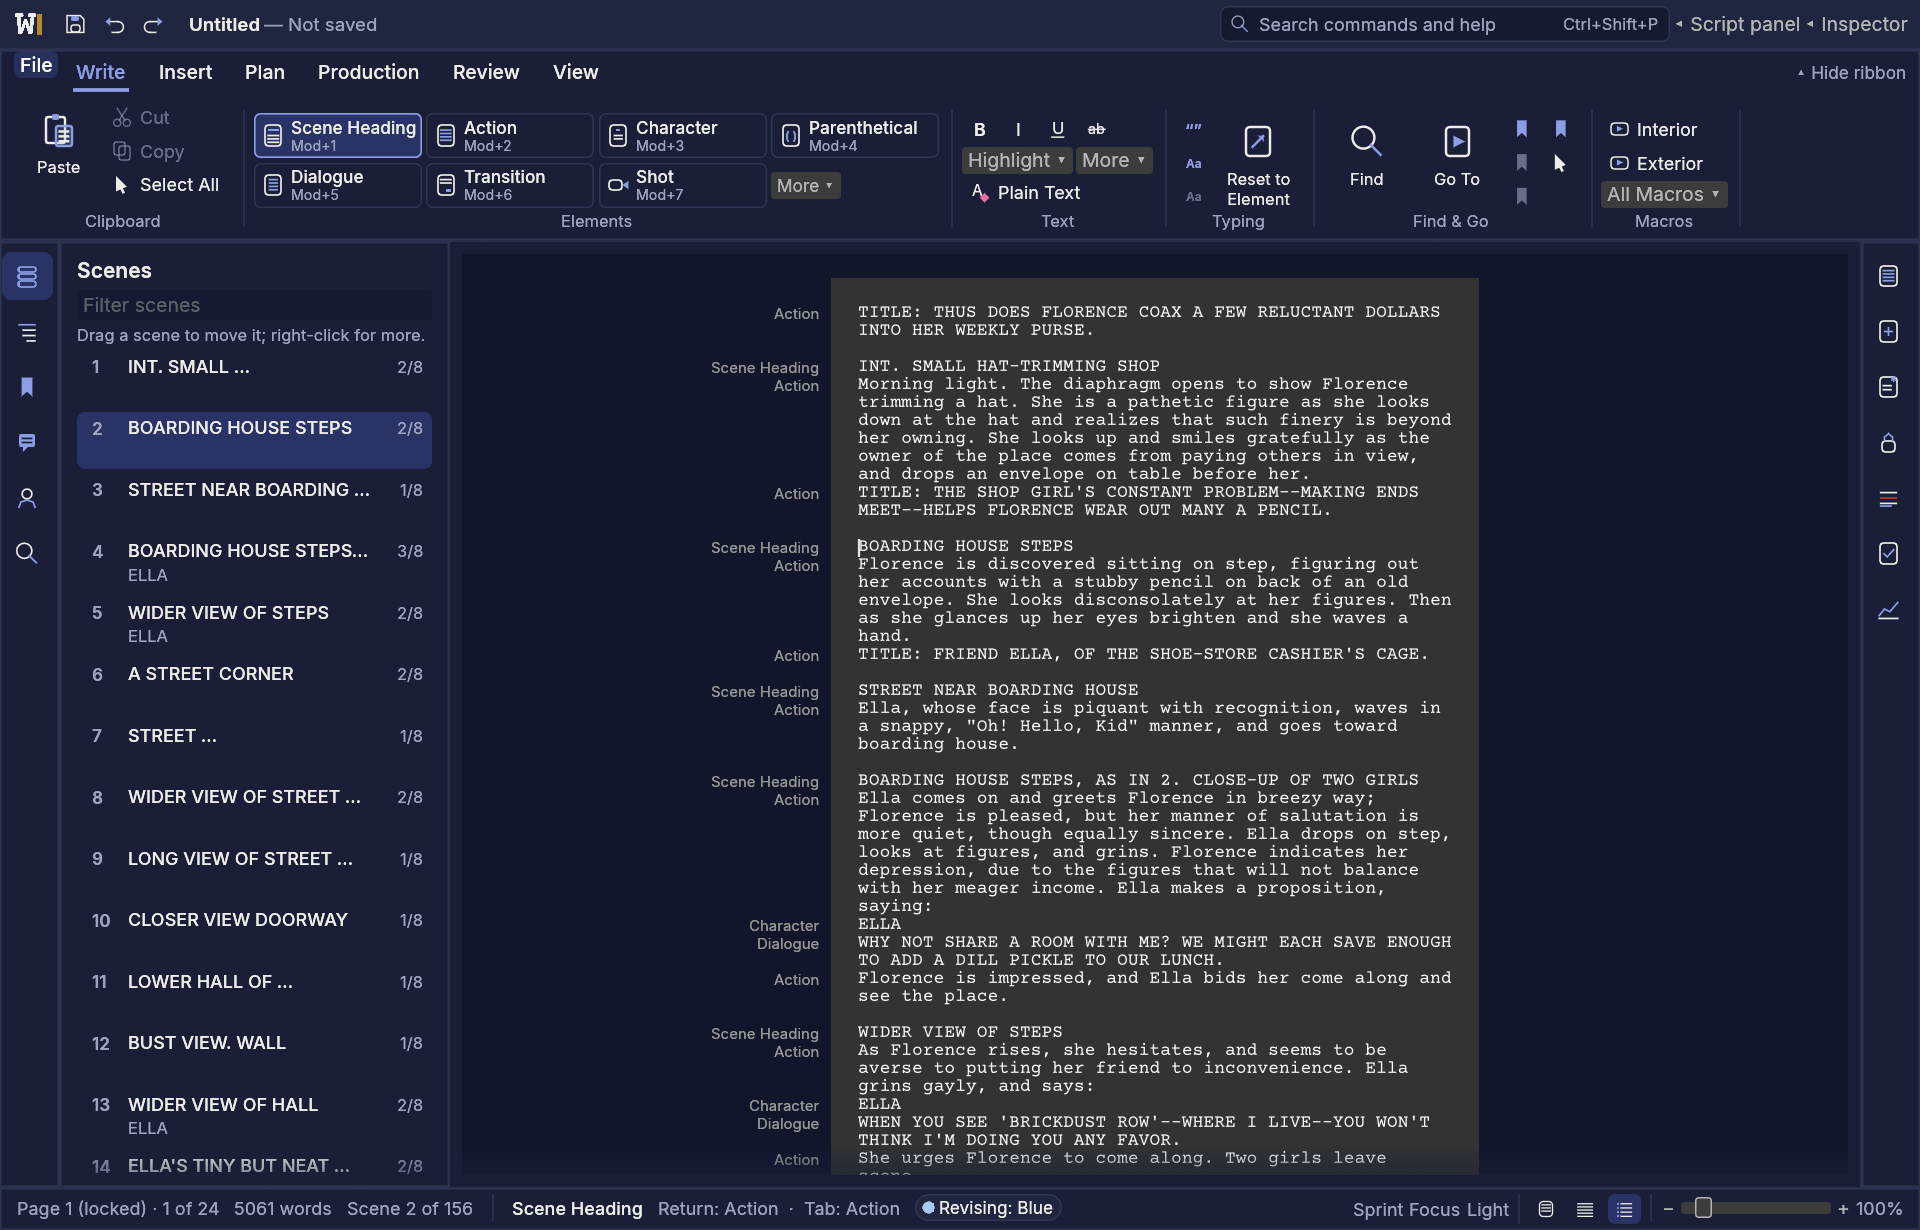 Untitled — Not saved
Search commands and help Ctrl+Shift+P
Script panel
Inspector
File Write Insert Plan Production Review View
Hide ribbon
Paste
Cut
Copy
Select All
Clipboard
Scene Heading
Mod+1
Action
Mod+2
Character
Mod+3
Parenthetical
Mod+4
Dialogue
Mod+5
Transition
Mod+6
Shot
Mod+7
More
Elements
B I U ab
Highlight More
Plain Text
Text
“” Aa Aa
Reset to
Element
Typing
Find
Go To
Find & Go
Interior
Exterior
All Macros
Macros
Scenes
Filter scenes
Drag a scene to move it; right-click for more.
1 INT. SMALL ... 2/8
2 BOARDING HOUSE STEPS 2/8
3 STREET NEAR BOARDING ... 1/8
4 BOARDING HOUSE STEPS... 3/8
ELLA
5 WIDER VIEW OF STEPS 2/8
ELLA
6 A STREET CORNER 2/8
7 STREET ... 1/8
8 WIDER VIEW OF STREET ... 2/8
9 LONG VIEW OF STREET ... 1/8
10 CLOSER VIEW DOORWAY 1/8
11 LOWER HALL OF ... 1/8
12 BUST VIEW. WALL 1/8
13 WIDER VIEW OF HALL 2/8
ELLA
14 ELLA'S TINY BUT NEAT ... 2/8
Action TITLE: THUS DOES FLORENCE COAX A FEW RELUCTANT DOLLARS
INTO HER WEEKLY PURSE.
Scene Heading INT. SMALL HAT-TRIMMING SHOP
Action Morning light. The diaphragm opens to show Florence
trimming a hat. She is a pathetic figure as she looks
down at the hat and realizes that such finery is beyond
her owning. She looks up and smiles gratefully as the
owner of the place comes from paying others in view,
and drops an envelope on table before her.
Action TITLE: THE SHOP GIRL'S CONSTANT PROBLEM--MAKING ENDS
MEET--HELPS FLORENCE WEAR OUT MANY A PENCIL.
Scene Heading BOARDING HOUSE STEPS
Action Florence is discovered sitting on step, figuring out
her accounts with a stubby pencil on back of an old
envelope. She looks disconsolately at her figures. Then
as she glances up her eyes brighten and she waves a
hand.
Action TITLE: FRIEND ELLA, OF THE SHOE-STORE CASHIER'S CAGE.
Scene Heading STREET NEAR BOARDING HOUSE
Action Ella, whose face is piquant with recognition, waves in
a snappy, "Oh! Hello, Kid" manner, and goes toward
boarding house.
Scene Heading BOARDING HOUSE STEPS, AS IN 2. CLOSE-UP OF TWO GIRLS
Action Ella comes on and greets Florence in breezy way;
Florence is pleased, but her manner of salutation is
more quiet, though equally sincere. Ella drops on step,
looks at figures, and grins. Florence indicates her
depression, due to the figures that will not balance
with her meager income. Ella makes a proposition,
saying:
Character ELLA
Dialogue WHY NOT SHARE A ROOM WITH ME? WE MIGHT EACH SAVE ENOUGH
TO ADD A DILL PICKLE TO OUR LUNCH.
Action Florence is impressed, and Ella bids her come along and
see the place.
Scene Heading WIDER VIEW OF STEPS
Action As Florence rises, she hesitates, and seems to be
averse to putting her friend to inconvenience. Ella
grins gayly, and says:
Character ELLA
Dialogue WHEN YOU SEE 'BRICKDUST ROW'--WHERE I LIVE--YOU WON'T
THINK I'M DOING YOU ANY FAVOR.
Action She urges Florence to come along. Two girls leave
Page 1 (locked) · 1 of 24 5061 words Scene 2 of 156 Scene Heading Return: Action · Tab: Action Revising: Blue Sprint Focus Light − + 100%